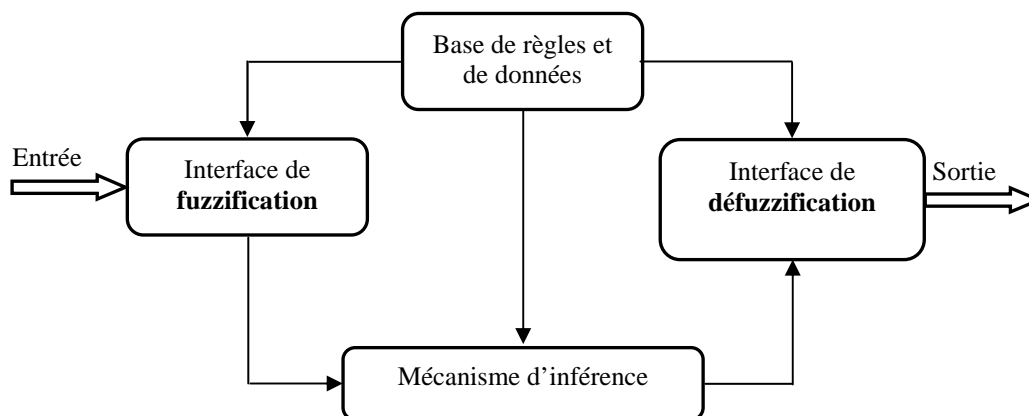 Base de règles et
de données
Entrée
Interface de
fuzzification
Interface de
défuzzification
Sortie
Mécanisme d’inférence